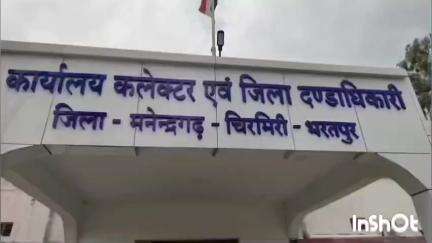 कार्यालय कलेक्टर एवं जिला दण्डाधिकारी
जिला - मनेन्द्रगढ़ - चिरमिरी - भरतपुर
InShOt